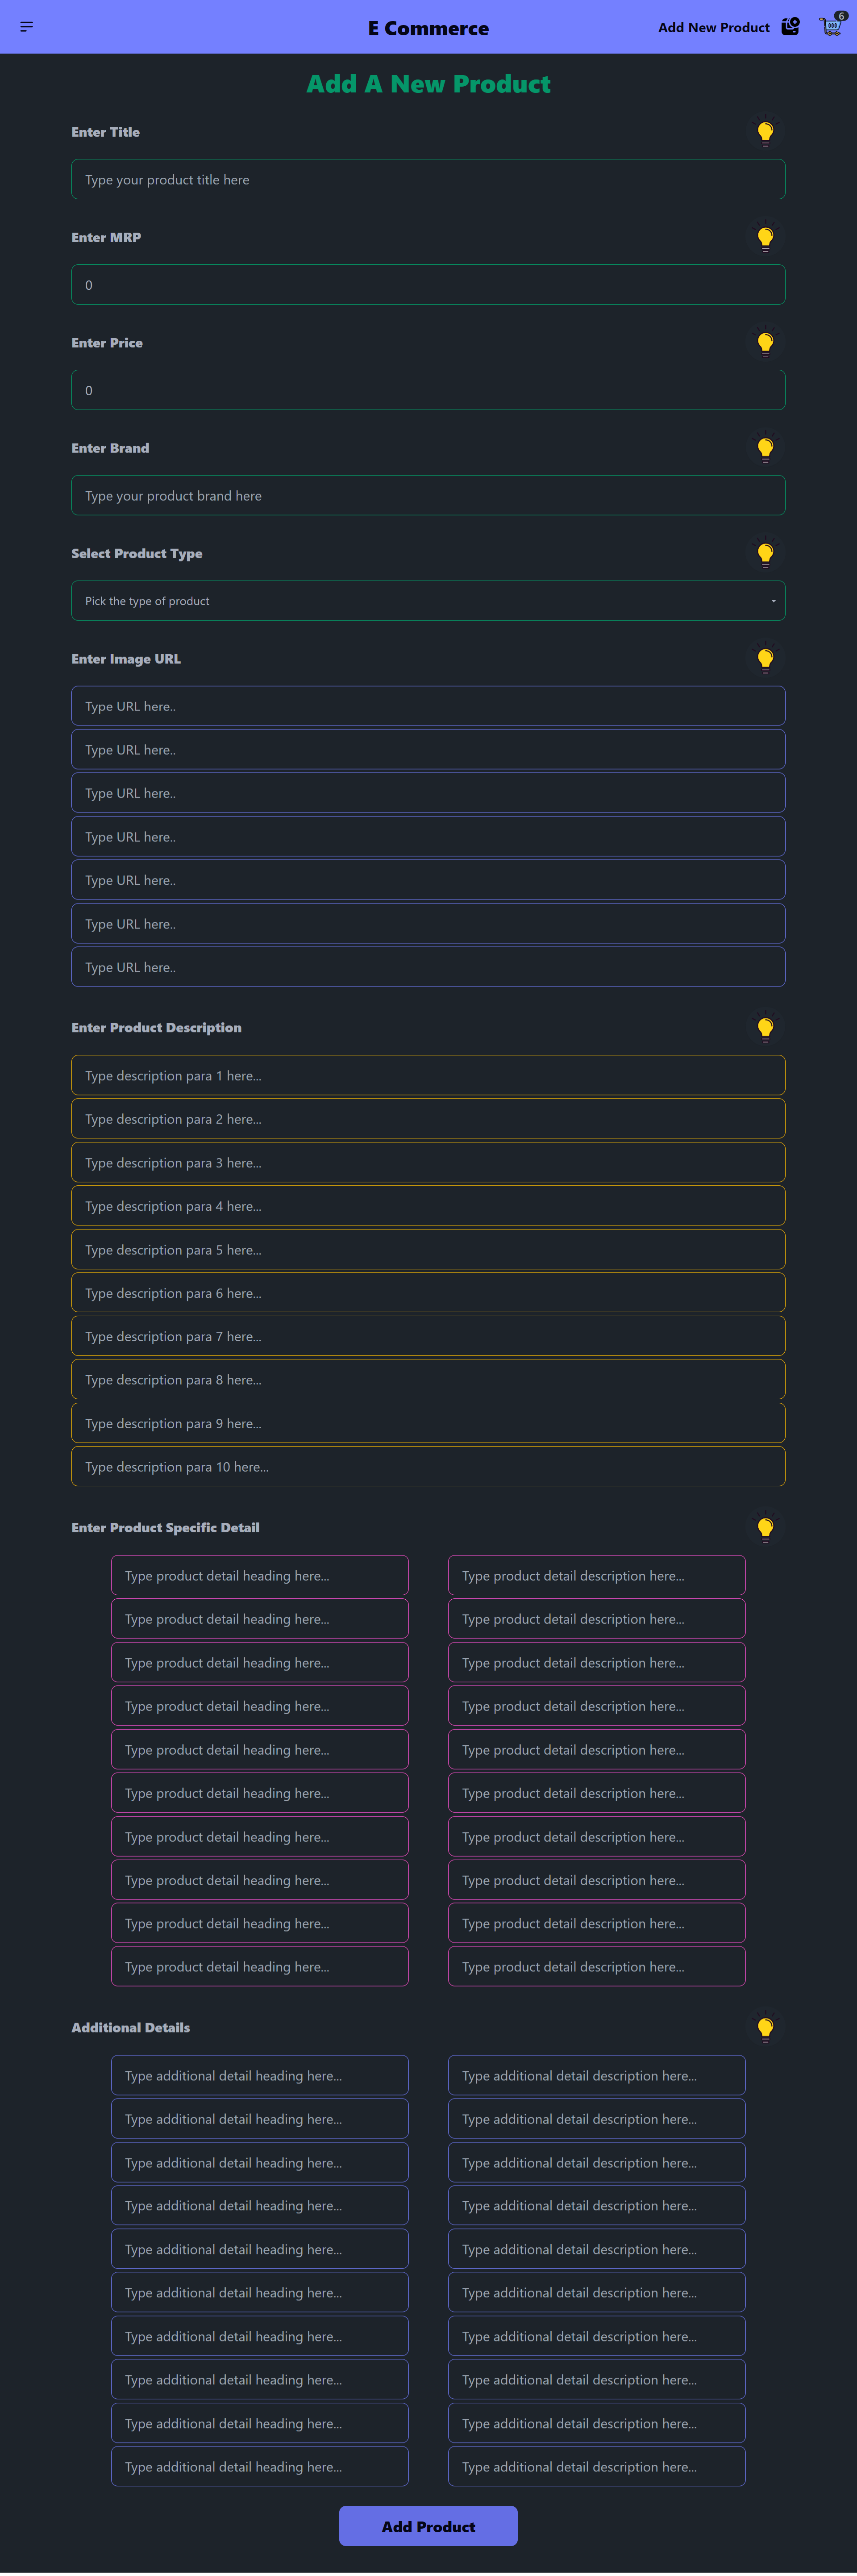 E Commerce
Add New Product
6
Add A New Product
Enter Title
Type your product title here
Enter MRP
0
Enter Price
0
Enter Brand
Type your product brand here
Select Product Type
Pick the type of product
Enter Image URL
Type URL here..
Type URL here..
Type URL here..
Type URL here..
Type URL here..
Type URL here..
Type URL here..
Enter Product Description
Type description para 1 here...
Type description para 2 here...
Type description para 3 here...
Type description para 4 here...
Type description para 5 here...
Type description para 6 here...
Type description para 7 here...
Type description para 8 here...
Type description para 9 here...
Type description para 10 here...
Enter Product Specific Detail
Type product detail heading here... Type product detail description here...
Type product detail heading here... Type product detail description here...
Type product detail heading here... Type product detail description here...
Type product detail heading here... Type product detail description here...
Type product detail heading here... Type product detail description here...
Type product detail heading here... Type product detail description here...
Type product detail heading here... Type product detail description here...
Type product detail heading here... Type product detail description here...
Type product detail heading here... Type product detail description here...
Type product detail heading here... Type product detail description here...
Additional Details
Type additional detail heading here... Type additional detail description here...
Type additional detail heading here... Type additional detail description here...
Type additional detail heading here... Type additional detail description here...
Type additional detail heading here... Type additional detail description here...
Type additional detail heading here... Type additional detail description here...
Type additional detail heading here... Type additional detail description here...
Type additional detail heading here... Type additional detail description here...
Type additional detail heading here... Type additional detail description here...
Type additional detail heading here... Type additional detail description here...
Type additional detail heading here... Type additional detail description here...
Add Product